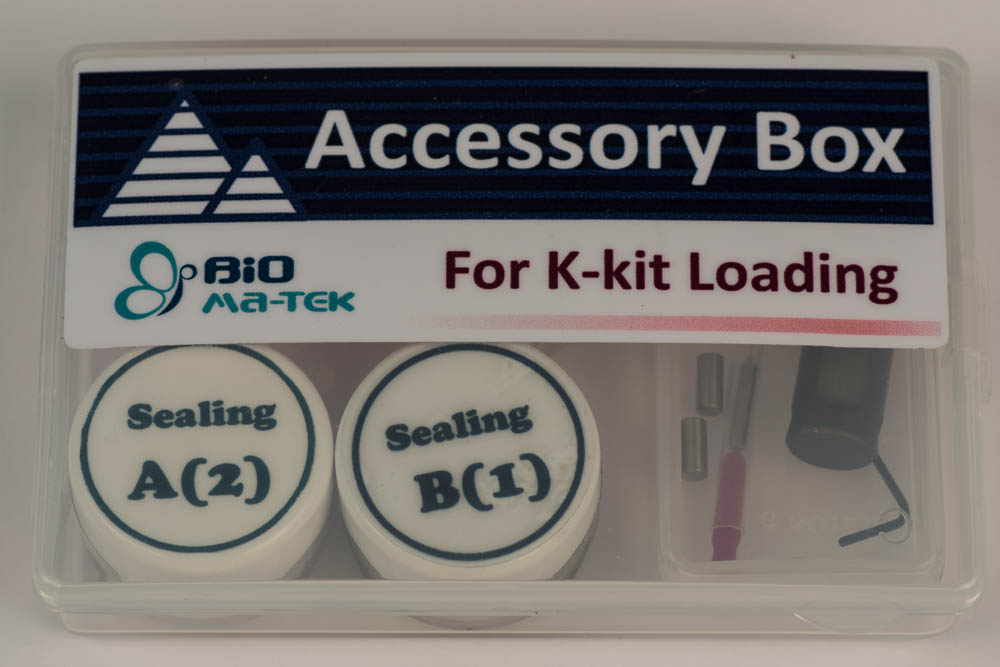 Accessory Box
BiO
Ma-TEK
For K-kit Loading
Sealing
A(2)
Sealing
B(1)